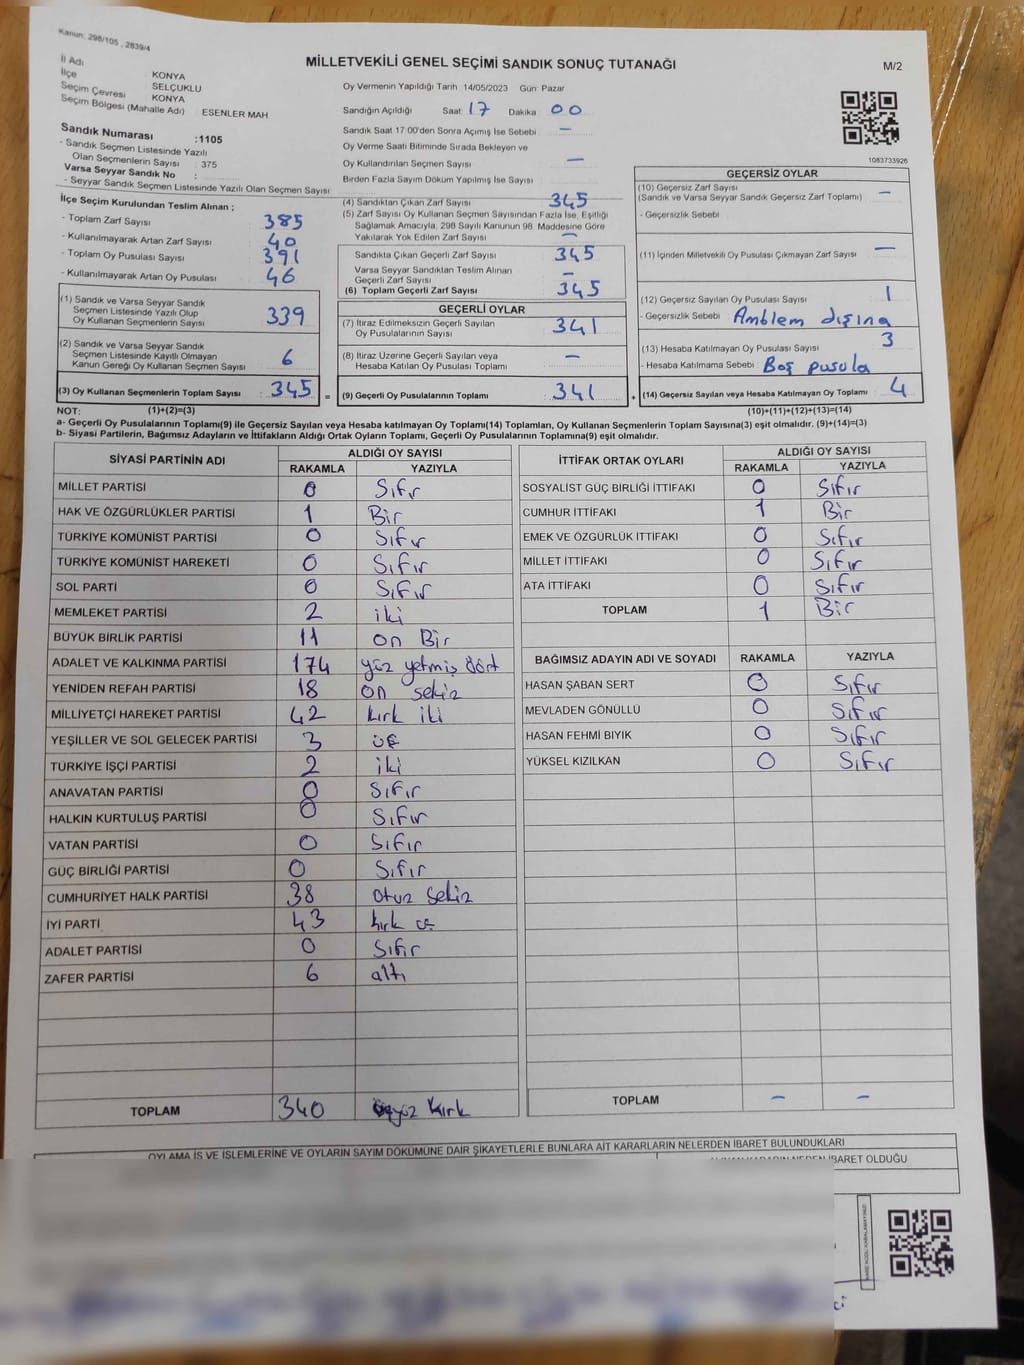 Kanun: 298/105 , 2839/4
MİLLETVEKİLİ GENEL SEÇİMİ SANDIK SONUÇ TUTANAĞI
M/2
İl Adı KONYA
İlçe SELÇUKLU
Seçim Çevresi KONYA
Seçim Bölgesi (Mahalle Adı) ESENLER MAH
Sandık Numarası :1105
- Sandık Seçmen Listesinde Yazılı
Olan Seçmenlerin Sayısı : 375
Varsa Seyyar Sandık No :
- Seyyar Sandık Seçmen Listesinde Yazılı Olan Seçmen Sayısı
Oy Vermenin Yapıldığı Tarih 14/05/2023 Gün: Pazar
Sandığın Açıldığı Saat 17 Dakika 00
Sandık Saat 17 00'den Sonra Açımış İse Sebebi –
Oy Verme Saati Bitiminde Sırada Bekleyen ve
Oy Kullandırılan Seçmen Sayısı –
Birden Fazla Sayım Döküm Yapılmış İse Sayısı
1083733926
İlçe Seçim Kurulundan Teslim Alınan ;
- Toplam Zarf Sayısı 385
- Kullanılmayarak Artan Zarf Sayısı 40
- Toplam Oy Pusulası Sayısı 391
- Kullanılmayarak Artan Oy Pusulası 46
(1) Sandık ve Varsa Seyyar Sandık
Seçmen Listesinde Yazılı Olup
Oy Kullanan Seçmenlerin Sayısı 339
(2) Sandık ve Varsa Seyyar Sandık
Seçmen Listesinde Kayıtlı Olmayan
Kanun Gereği Oy Kullanan Seçmen Sayısı 6
(3) Oy Kullanan Seçmenlerin Toplam Sayısı 345 =
(4) Sandıktan Çıkan Zarf Sayısı 345
(5) Zarf Sayısı Oy Kullanan Seçmen Sayısından Fazla İse, Eşitliği
Sağlamak Amacıyla, 298 Sayılı Kanunun 98. Maddesine Göre
Yakılarak Yok Edilen Zarf Sayısı –
Sandıkta Çıkan Geçerli Zarf Sayısı 345
Varsa Seyyar Sandıktan Teslim Alınan
Geçerli Zarf Sayısı –
(6) Toplam Geçerli Zarf Sayısı 345
GEÇERLİ OYLAR
(7) İtiraz Edilmeksizin Geçerli Sayılan
Oy Pusulalarının Sayısı 341
(8) İtiraz Üzerine Geçerli Sayılan veya
Hesaba Katılan Oy Pusulası Toplamı –
(9) Geçerli Oy Pusulalarının Toplamı 341 +
GEÇERSİZ OYLAR
(10) Geçersiz Zarf Sayısı
(Sandık ve Varsa Seyyar Sandık Geçersiz Zarf Toplamı) –
- Geçersizlik Sebebi
(11) İçinden Milletvekili Oy Pusulası Çıkmayan Zarf Sayısı –
(12) Geçersiz Sayılan Oy Pusulası Sayısı 1
- Geçersizlik Sebebi Amblem dışına
(13) Hesaba Katılmayan Oy Pusulası Sayısı 3
- Hesaba Katılmama Sebebi Boş pusula
(14) Geçersiz Sayılan veya Hesaba Katılmayan Oy Toplamı 4
NOT: (1)+(2)=(3) (10)+(11)+(12)+(13)=(14)
a- Geçerli Oy Pusulalarının Toplamı(9) ile Geçersiz Sayılan veya Hesaba katılmayan Oy Toplamı(14) Toplamları, Oy Kullanan Seçmenlerin Toplam Sayısına(3) eşit olmalıdır. (9)+(14)=(3)
b- Siyasi Partilerin, Bağımsız Adayların ve İttifakların Aldığı Ortak Oyların Toplamı, Geçerli Oy Pusulalarının Toplamına(9) eşit olmalıdır.
SİYASİ PARTİNİN ADI ALDIĞI OY SAYISI
RAKAMLA YAZIYLA
MİLLET PARTİSİ 0 Sıfır
HAK VE ÖZGÜRLÜKLER PARTİSİ 1 Bir
TÜRKİYE KOMÜNİST PARTİSİ 0 Sıfır
TÜRKİYE KOMÜNİST HAREKETİ 0 Sıfır
SOL PARTİ 0 Sıfır
MEMLEKET PARTİSİ 2 iki
BÜYÜK BİRLİK PARTİSİ 11 on Bir
ADALET VE KALKINMA PARTİSİ 174 yüz yetmiş dört
YENİDEN REFAH PARTİSİ 18 on sekiz
MİLLİYETÇİ HAREKET PARTİSİ 42 kırk iki
YEŞİLLER VE SOL GELECEK PARTİSİ 3 üç
TÜRKİYE İŞÇİ PARTİSİ 2 iki
ANAVATAN PARTİSİ 0 Sıfır
HALKIN KURTULUŞ PARTİSİ 0 Sıfır
VATAN PARTİSİ 0 Sıfır
GÜÇ BİRLİĞİ PARTİSİ 0 Sıfır
CUMHURİYET HALK PARTİSİ 38 otuz sekiz
İYİ PARTİ 43 kırk üç
ADALET PARTİSİ 0 Sıfır
ZAFER PARTİSİ 6 altı
TOPLAM 340 üçyüz kırk
İTTİFAK ORTAK OYLARI ALDIĞI OY SAYISI
RAKAMLA YAZIYLA
SOSYALİST GÜÇ BİRLİĞİ İTTİFAKI 0 Sıfır
CUMHUR İTTİFAKI 1 Bir
EMEK VE ÖZGÜRLÜK İTTİFAKI 0 Sıfır
MİLLET İTTİFAKI 0 Sıfır
ATA İTTİFAKI 0 Sıfır
TOPLAM 1 Bir
BAĞIMSIZ ADAYIN ADI VE SOYADI RAKAMLA YAZIYLA
HASAN ŞABAN SERT 0 Sıfır
MEVLADEN GÖNÜLLÜ 0 Sıfır
HASAN FEHMİ BIYIK 0 Sıfır
YÜKSEL KIZILKAN 0 Sıfır
TOPLAM – –
OYLAMA İŞ VE İŞLEMLERİNE VE OYLARIN SAYIM DÖKÜMÜNE DAİR ŞİKAYETLERLE BUNLARA AİT KARARLARIN NELERDEN İBARET BULUNDUKLARI
KARARIN NEDEN İBARET OLDUĞU